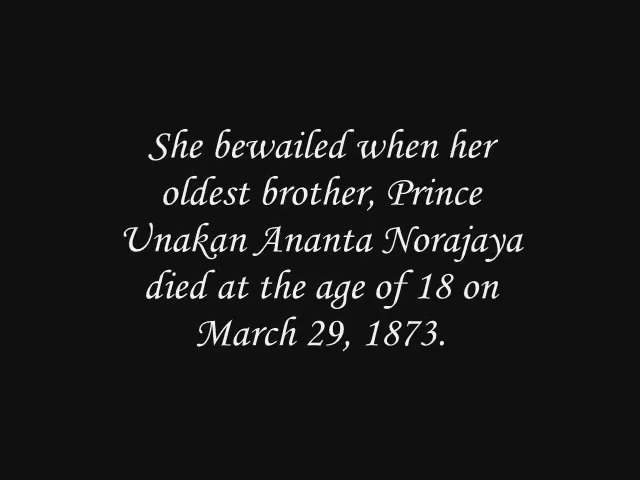 She bewailed when her
oldest brother, Prince
Unakan Ananta Norajaya
died at the age of 18 on
March 29, 1873.